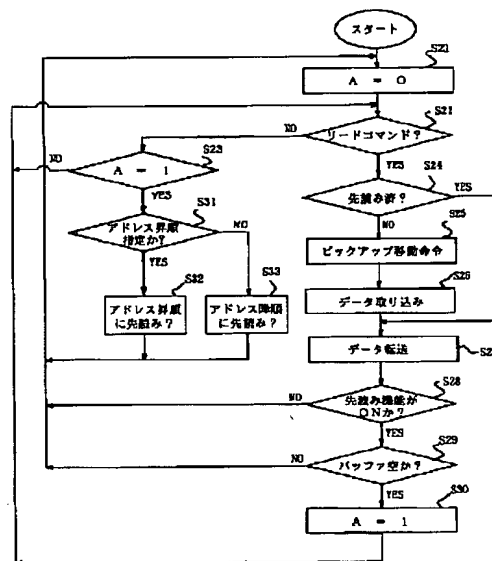 スタート
S21
A = 0
S21
リードコマンド?
NO
YES
S23
A = 1
NO
YES
S24
先読み済?
YES
NO
S31
アドレス昇順
指定か?
NO
YES
S25
ピックアップ移動命令
S26
データ取り込み
S32
アドレス昇順
に先読み?
S33
アドレス降順
に先読み?
データ転送
S2
S28
先読み機能が
ONか?
NO
YES
S29
バッファ空か?
NO
YES
S30
A = 1